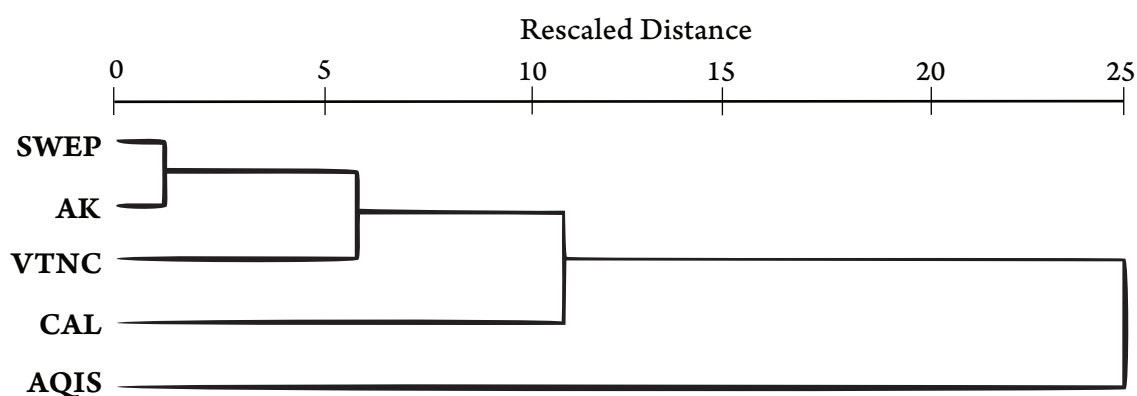 Rescaled Distance
0 5 10 15 20 25
SWEP
AK
VTNC
CAL
AQIS